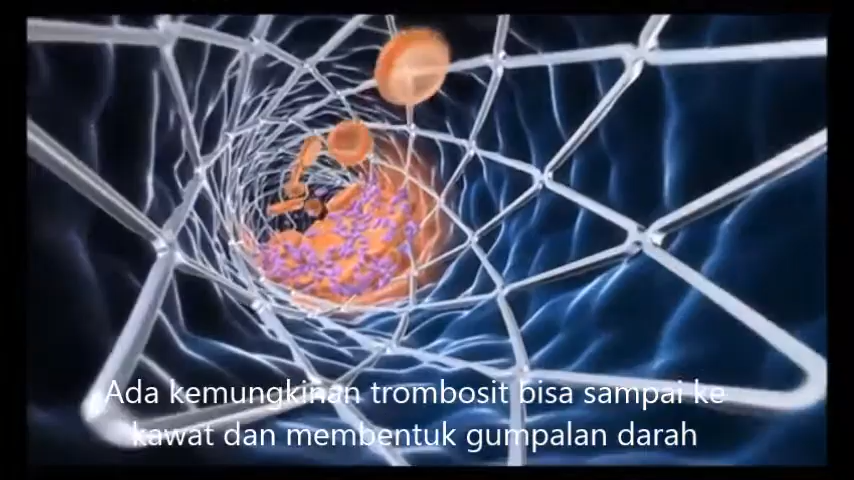 Ada kemungkinan trombosit bisa sampai ke
kawat dan membentuk gumpalan darah